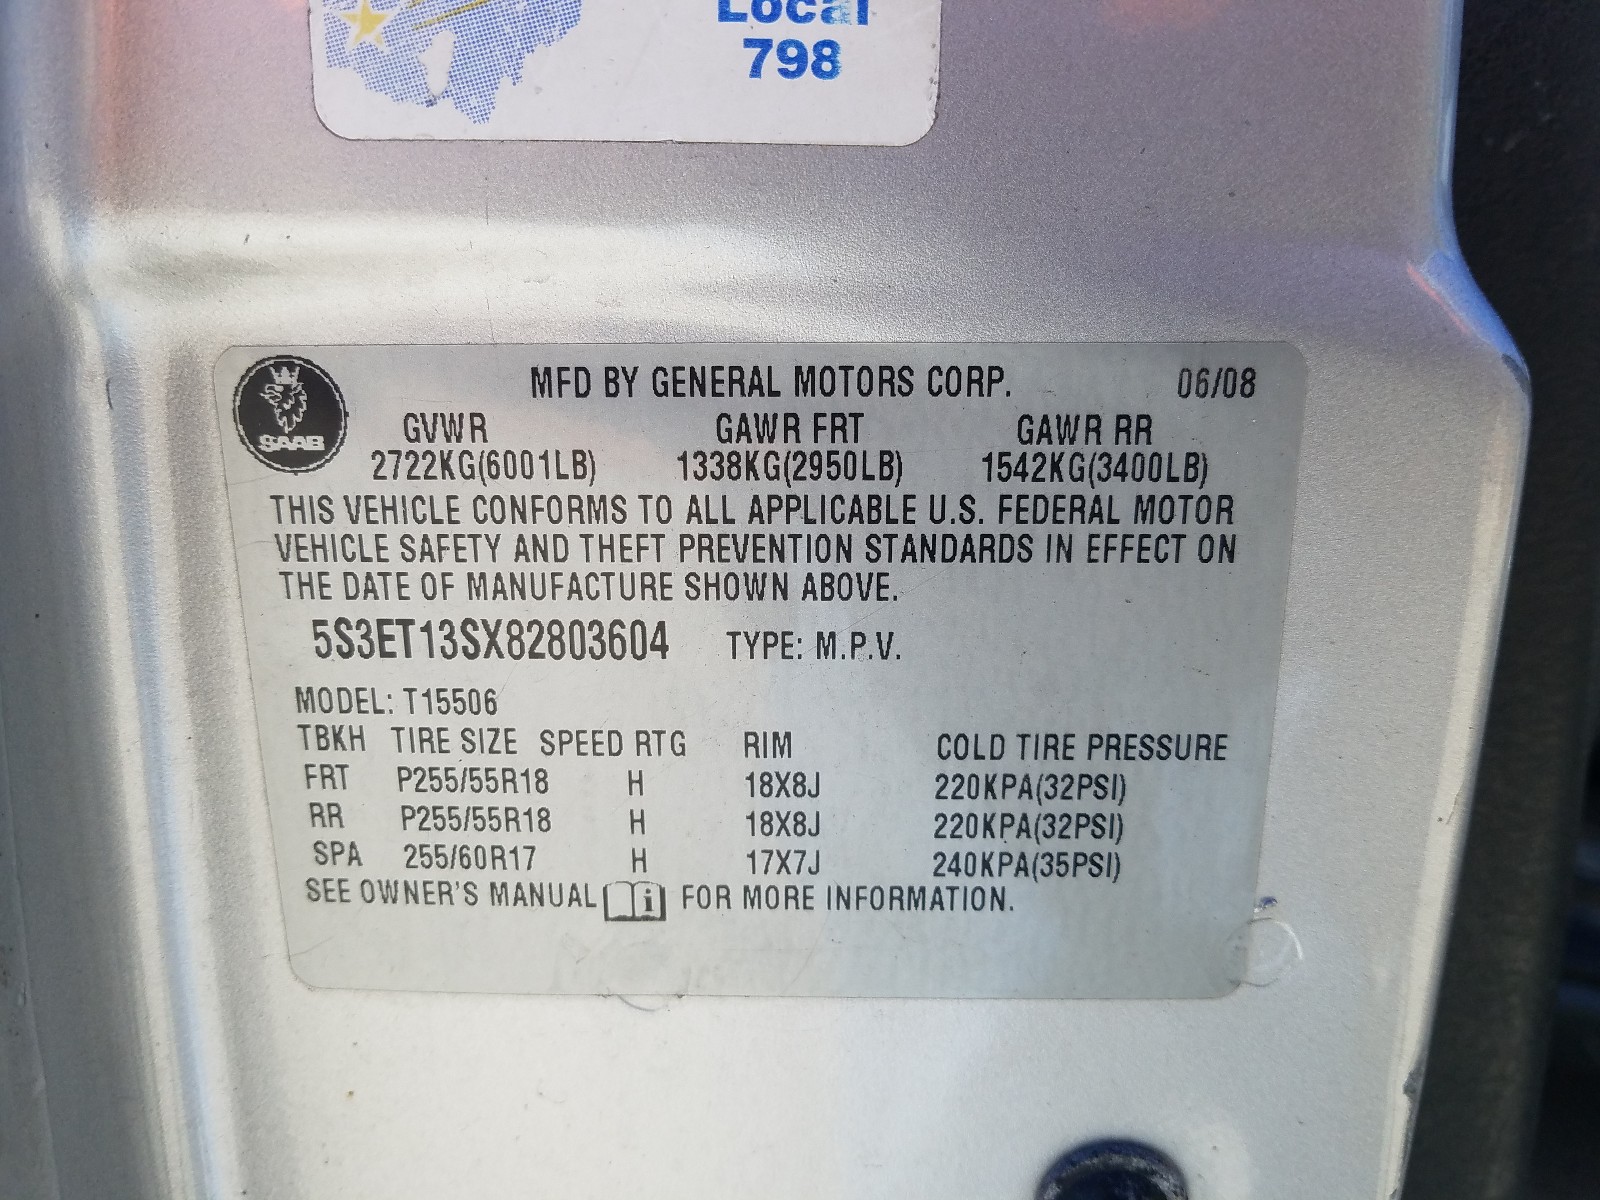 Local
798
SAAB
MFD BY GENERAL MOTORS CORP. 06/08
GVWR GAWR FRT GAWR RR
2722KG(6001LB) 1338KG(2950LB) 1542KG(3400LB)
THIS VEHICLE CONFORMS TO ALL APPLICABLE U.S. FEDERAL MOTOR
VEHICLE SAFETY AND THEFT PREVENTION STANDARDS IN EFFECT ON
THE DATE OF MANUFACTURE SHOWN ABOVE.
5S3ET13SX82803604 TYPE: M.P.V.
MODEL: T15506
TBKH TIRE SIZE SPEED RTG RIM COLD TIRE PRESSURE
FRT P255/55R18 H 18X8J 220KPA(32PSI)
RR P255/55R18 H 18X8J 220KPA(32PSI)
SPA 255/60R17 H 17X7J 240KPA(35PSI)
SEE OWNER'S MANUAL i FOR MORE INFORMATION.